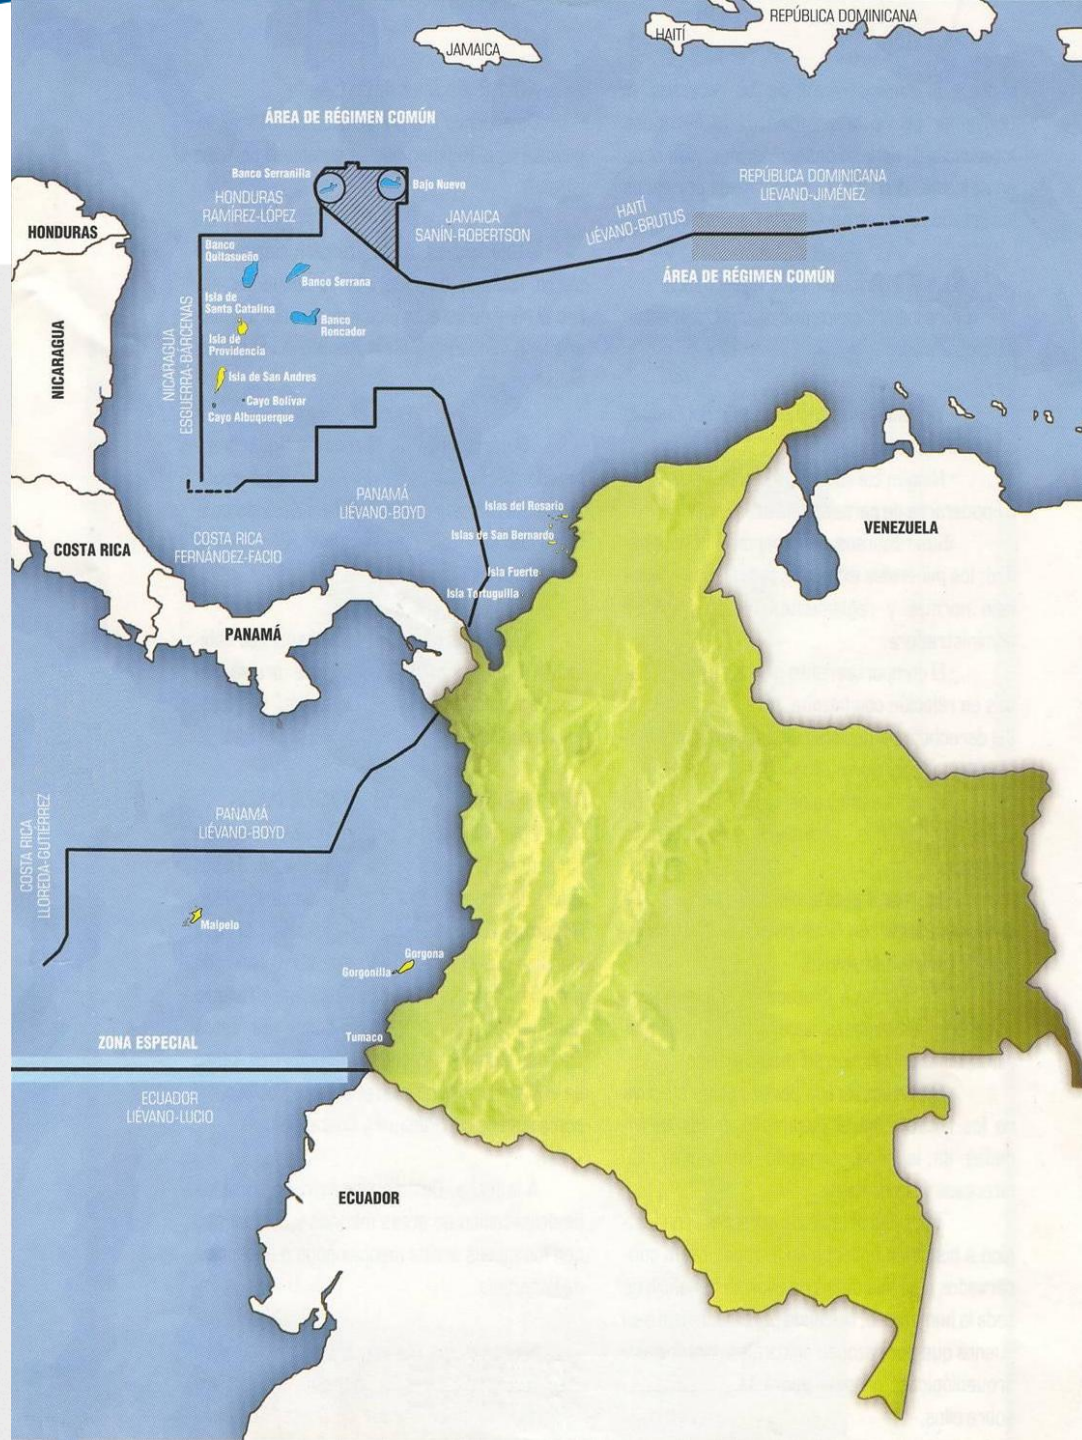 REPÚBLICA DOMINICANA
HAITÍ
JAMAICA
ÁREA DE RÉGIMEN COMÚN
Banco Serranilla
Bajo Nuevo
HONDURAS
RAMÍREZ-LÓPEZ
JAMAICA
SANÍN-ROBERTSON
HAITÍ
LIÉVANO-BRUTUS
REPÚBLICA DOMINICANA
LIEVANO-JIMÉNEZ
ÁREA DE RÉGIMEN COMÚN
HONDURAS
Banco
Quitasueño
Banco Serrana
Isla de
Santa Catalina
Banco
Roncador
Isla de
Providencia
NICARAGUA
NICARAGUA
ESGUERRA-BÁRCENAS
Isla de San Andres
Cayo Bolívar
Cayo Albuquerque
PANAMÁ
LIÉVANO-BOYD
Islas del Rosario
Islas de San Bernardo
Isla Fuerte
Isla Tortuguilla
VENEZUELA
COSTA RICA
COSTA RICA
FERNÁNDEZ-FACIO
PANAMÁ
PANAMÁ
LIÉVANO-BOYD
COSTA RICA
LLOREDA-GUTIÉRREZ
Malpelo
Gorgona
Gorgonilla
Tumaco
ZONA ESPECIAL
ECUADOR
LIÉVANO-LUCIO
ECUADOR